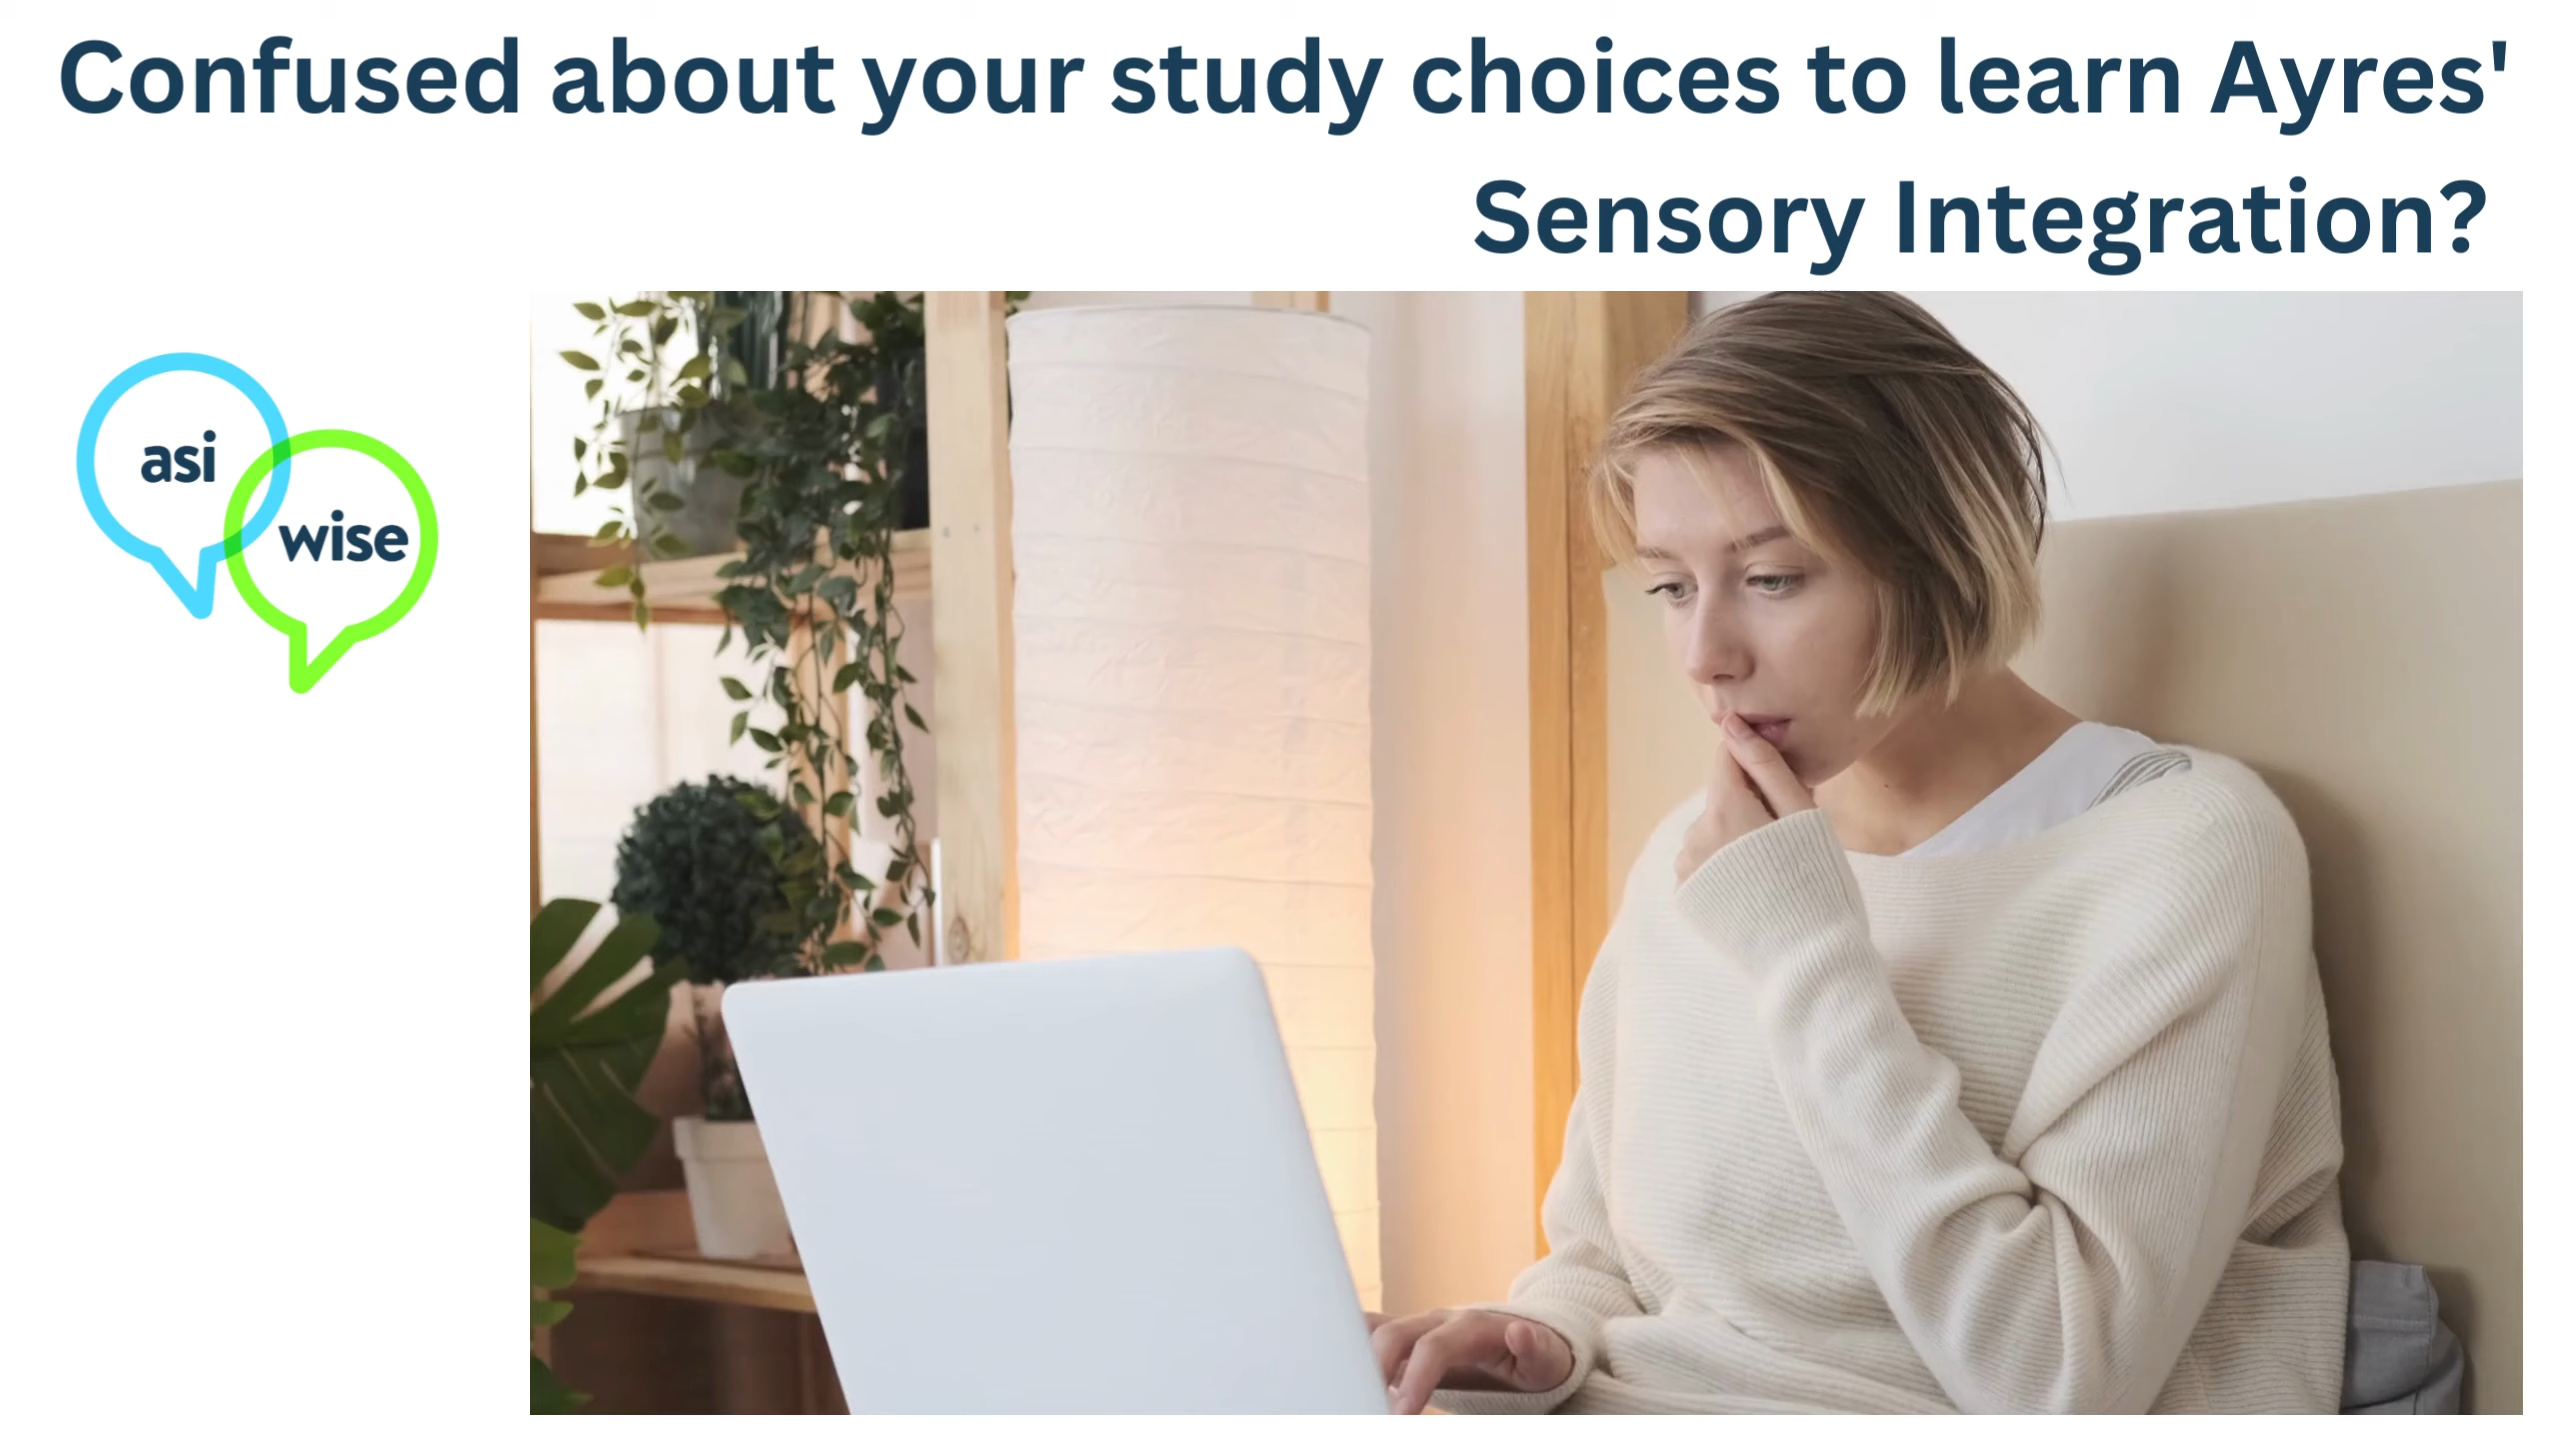 Confused about your study choices to learn Ayres'
Sensory Integration?
asi
wise